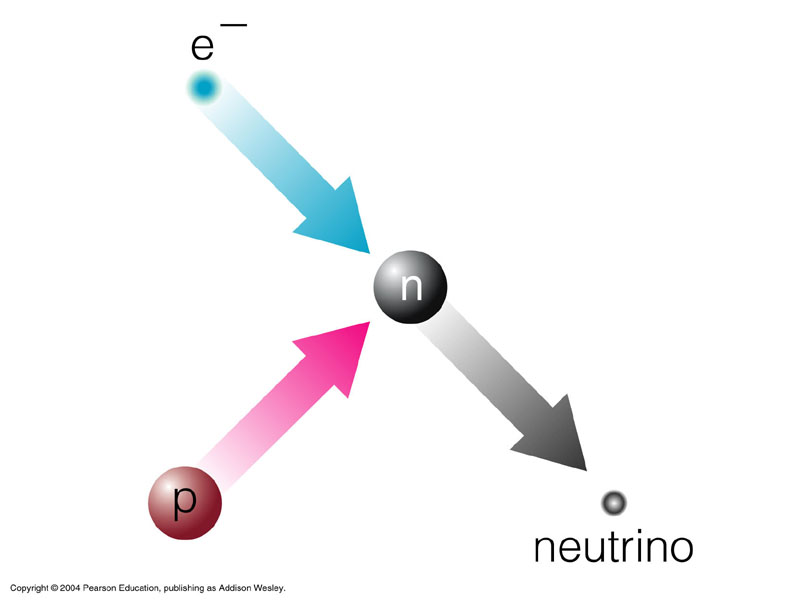 e⁻
n
p
neutrino
Copyright © 2004 Pearson Education, publishing as Addison Wesley.